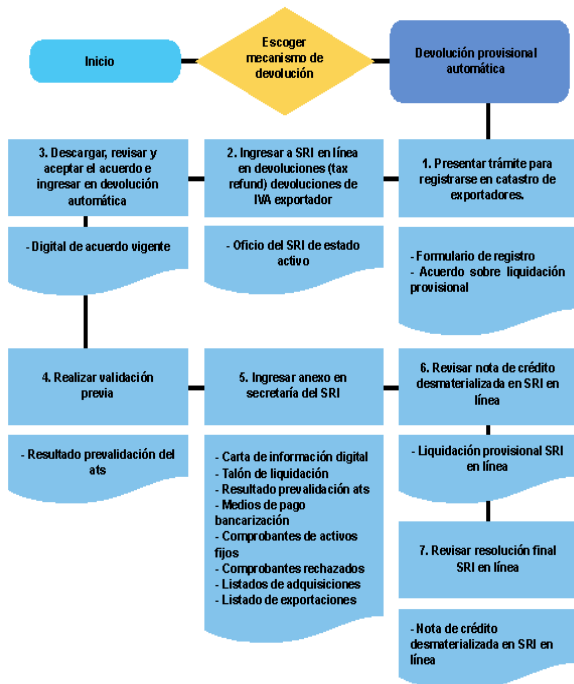 Inicio
Escoger
mecanismo de
devolución
Devolución provisional
automática
3. Descargar, revisar y
aceptar el acuerdo e
ingresar en devolución
automática
2. Ingresar a SRI en línea
en devoluciones (tax
refund) devoluciones de
IVA exportador
1. Presentar trámite para
registrarse en catastro de
exportadores.
- Digital de acuerdo vigente
- Oficio del SRI de estado
activo
- Formulario de registro
- Acuerdo sobre liquidación
provisional
4. Realizar validación
previa
5. Ingresar anexo en
secretaría del SRI
6. Revisar nota de crédito
desmaterializada en SRI en
línea
- Resultado prevalidación del
ats
- Carta de información digital
- Talón de liquidación
- Resultado prevalidación ats
- Medios de pago
bancarización
- Comprobantes de activos
fijos
- Comprobantes rechazados
- Listados de adquisiciones
- Listado de exportaciones
- Liquidación provisional SRI
en línea
7. Revisar resolución final
SRI en línea
- Nota de crédito
desmaterializada en SRI en
línea